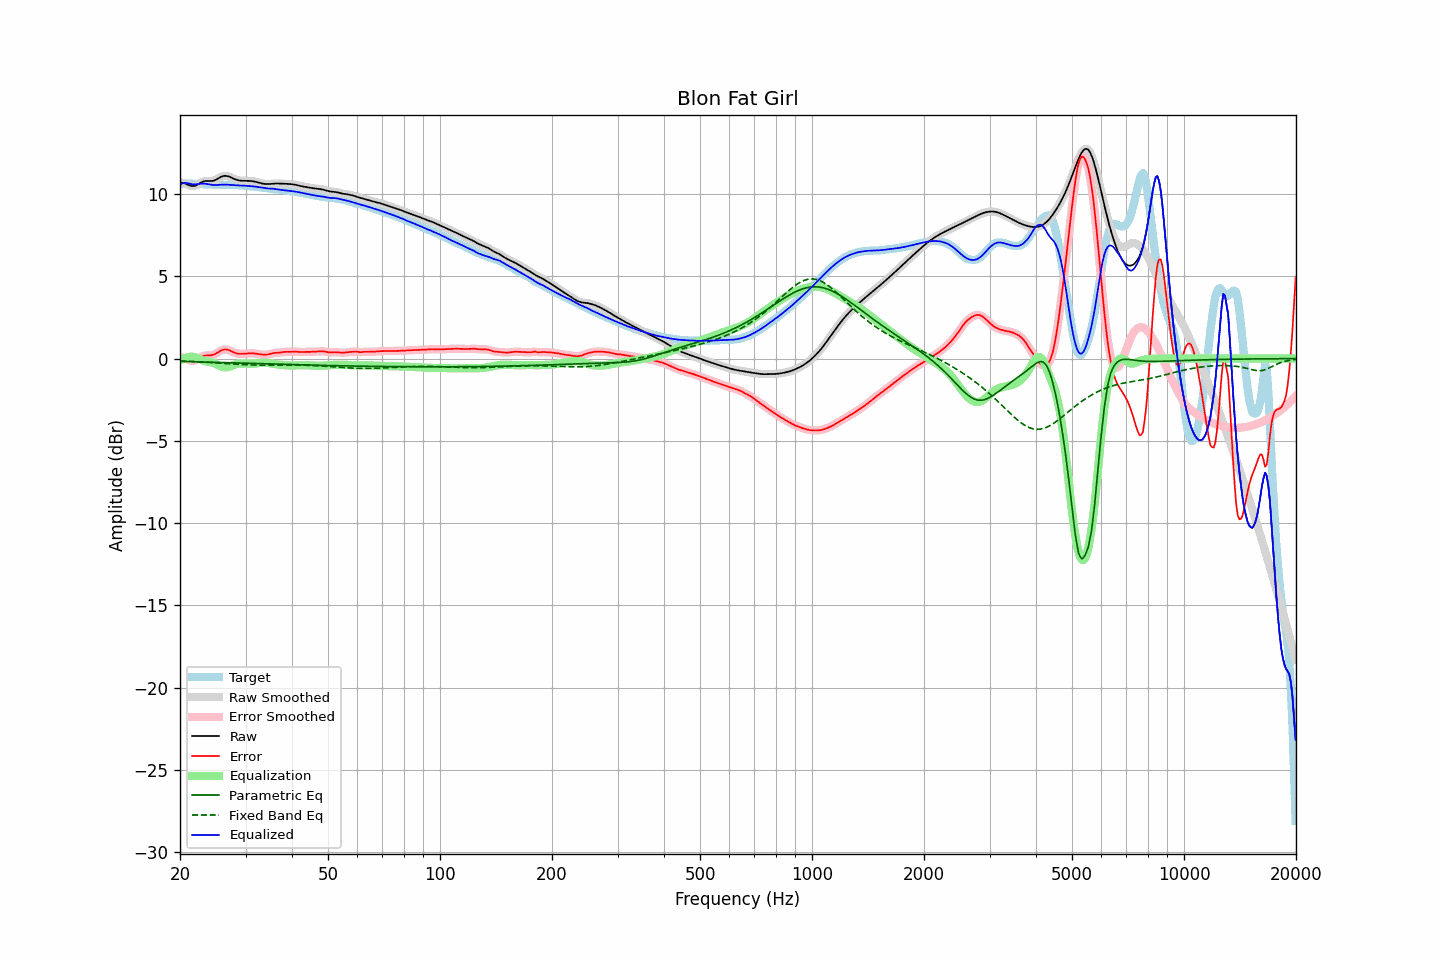 Blon Fat Girl
10
5
0
−5
−10
−15
−20
−25
−30
Amplitude (dBr)
Target
Raw Smoothed
Error Smoothed
Raw
Error
Equalization
Parametric Eq
Fixed Band Eq
Equalized
20 50 100 200 500 1000 2000 5000 10000 20000
Frequency (Hz)